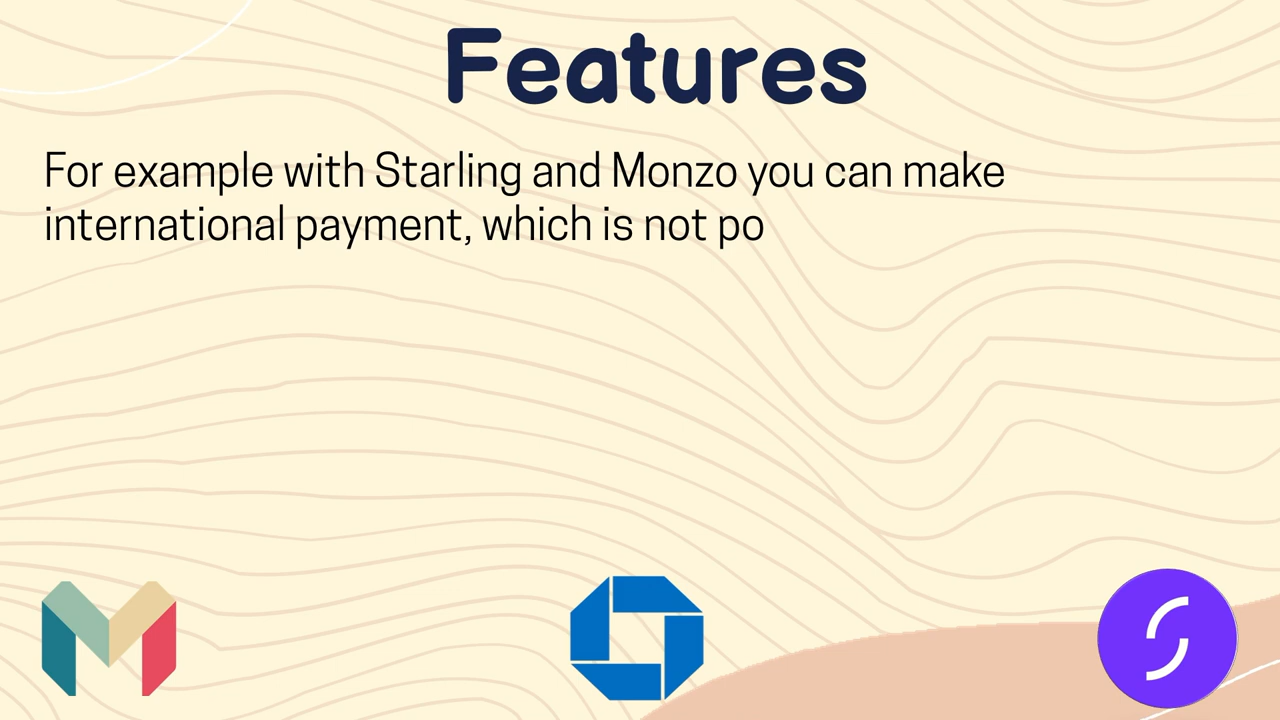 Features
For example with Starling and Monzo you can make
international payment, which is not po